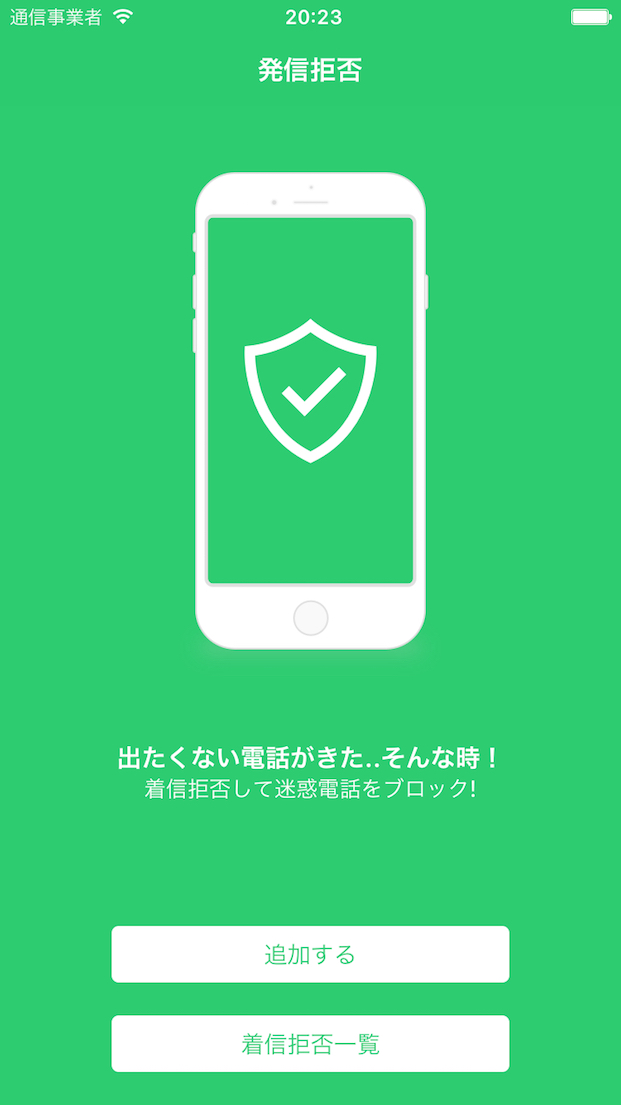 通信事業者 20:23
発信拒否
出たくない電話がきた..そんな時！
着信拒否して迷惑電話をブロック!
追加する
着信拒否一覧